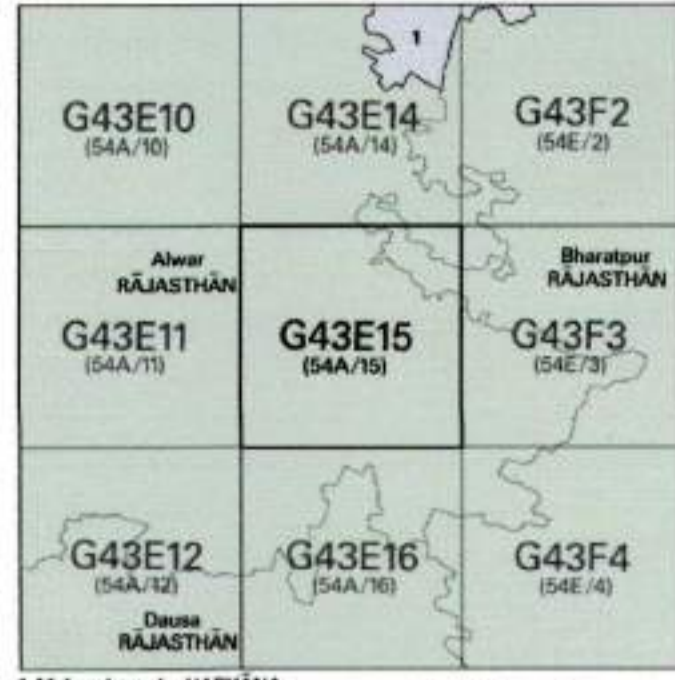 1
G43E10
(54A/10)
G43E14
(54A/14)
G43F2
(54E/2)
Alwar
RĀJASTHĀN
Bharatpur
RĀJASTHĀN
G43E11
(54A/11)
G43E15
(54A/15)
G43F3
(54E/3)
G43E12
(54A/12)
G43E16
(54A/16)
G43F4
(54E/4)
Dausa
RĀJASTHĀN